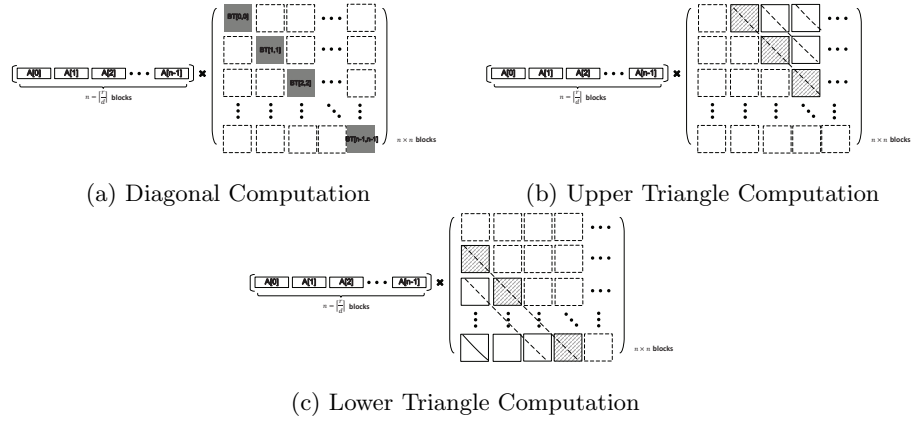 BT[0,0]
BT[1,1]
A[0] A[1] A[2] ••• A[n-1] ×
BT[2,2]
n = ⌈r/d⌉ blocks
BT[n-1,n-1]
n × n blocks
(a) Diagonal Computation
A[0] A[1] A[2] ••• A[n-1] ×
n = ⌈r/d⌉ blocks
n × n blocks
(b) Upper Triangle Computation
A[0] A[1] A[2] ••• A[n-1] ×
n = ⌈r/d⌉ blocks
n × n blocks
(c) Lower Triangle Computation